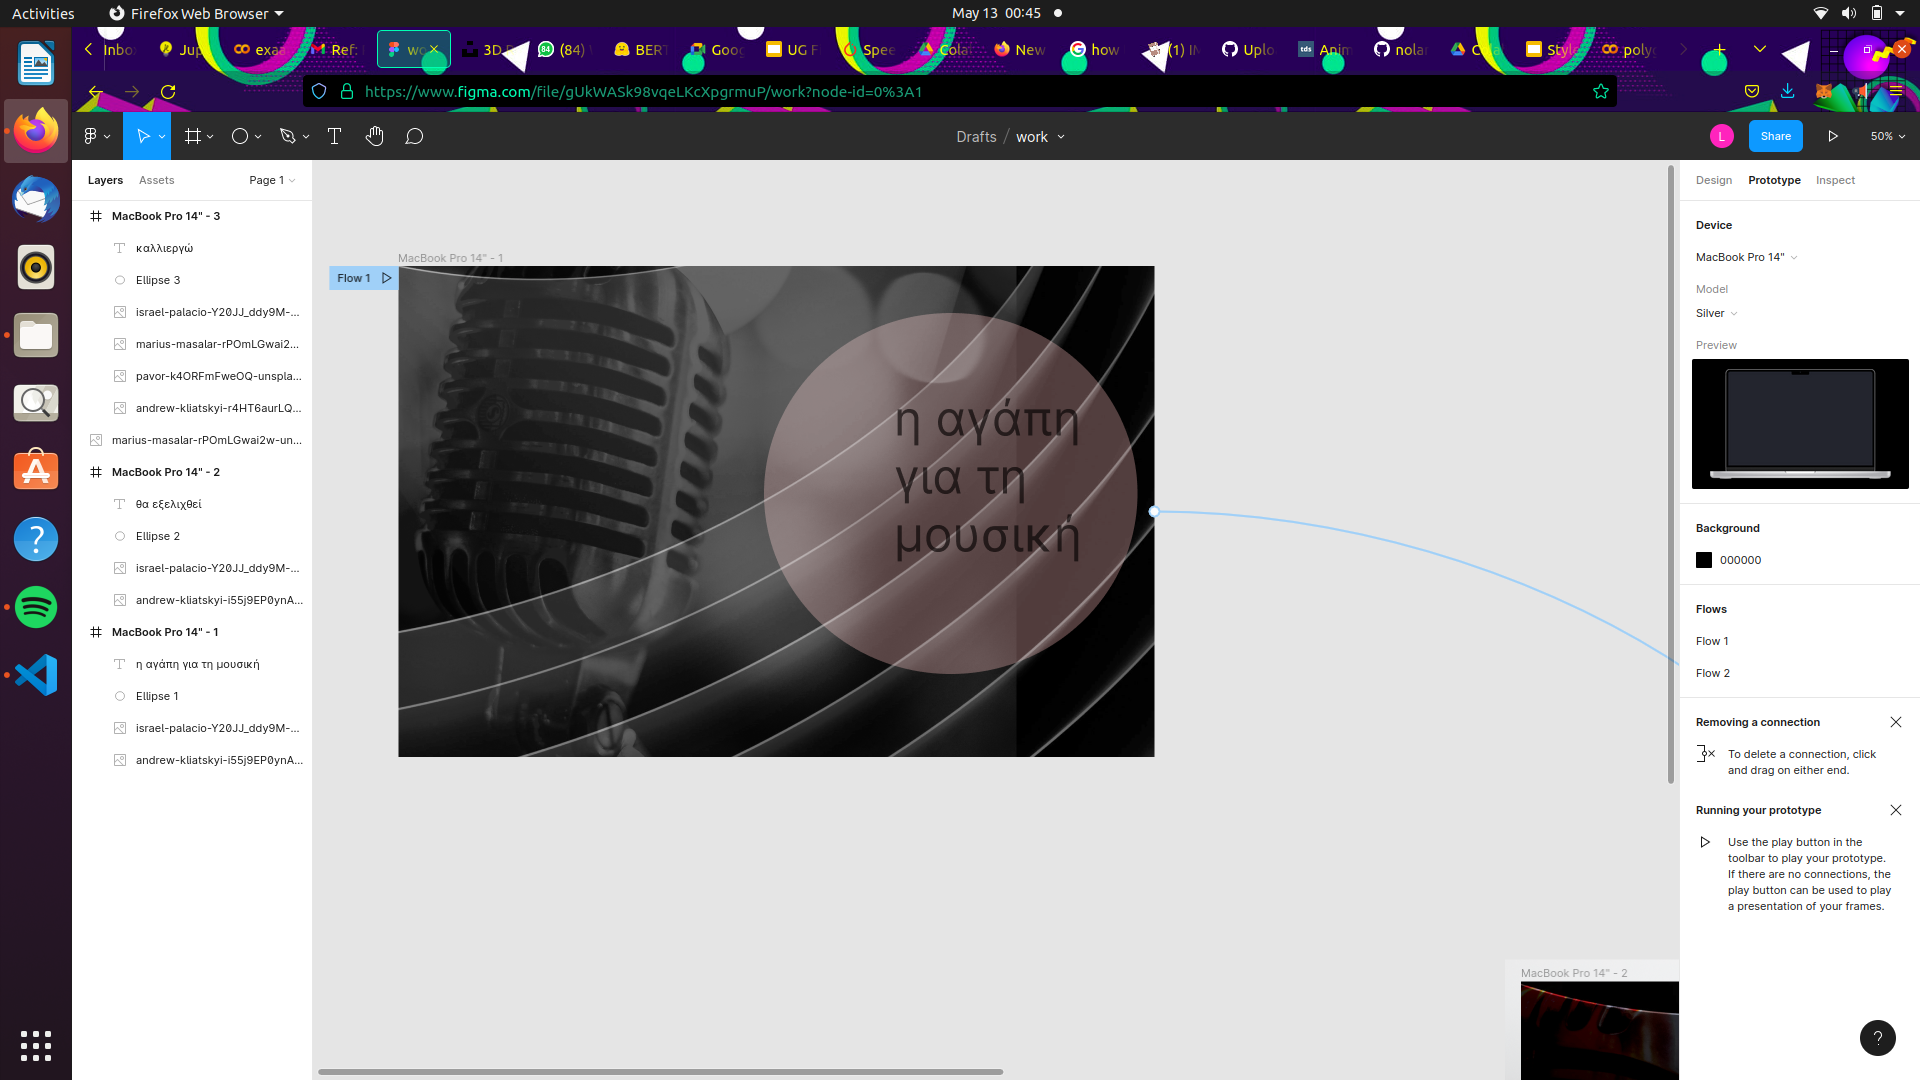 Activities
Firefox Web Browser
May 13 00:45
Inbo
Jup
exa
Ref:
wo
3D
(84)
BERT
Goo
UG F
Spee
Cola
New
how
(1) IM
Uplo
tds
Anim
nolan
Cola
Style
polyg
https://www.figma.com/file/gUkWASk98vqeLKcXpgrmuP/work?node-id=0%3A1
Drafts / work
L
Share
50%
Layers
Assets
Page 1
MacBook Pro 14" - 3
καλλιεργώ
Ellipse 3
israel-palacio-Y20JJ_ddy9M-...
marius-masalar-rPOmLGwai2...
pavor-k4ORFmFweOQ-unspla...
andrew-kliatskyi-r4HT6aurLQ...
marius-masalar-rPOmLGwai2w-un...
MacBook Pro 14" - 2
θα εξελιχθεί
Ellipse 2
israel-palacio-Y20JJ_ddy9M-...
andrew-kliatskyi-i55j9EP0ynA...
MacBook Pro 14" - 1
η αγάπη για τη μουσική
Ellipse 1
israel-palacio-Y20JJ_ddy9M-...
andrew-kliatskyi-i55j9EP0ynA...
MacBook Pro 14" - 1
Flow 1
η αγάπη
για τη
μουσική
MacBook Pro 14" - 2
Design
Prototype
Inspect
Device
MacBook Pro 14"
Model
Silver
Preview
Background
000000
Flows
Flow 1
Flow 2
Removing a connection
To delete a connection, click
and drag on either end.
Running your prototype
Use the play button in the
toolbar to play your prototype.
If there are no connections, the
play button can be used to play
a presentation of your frames.
?